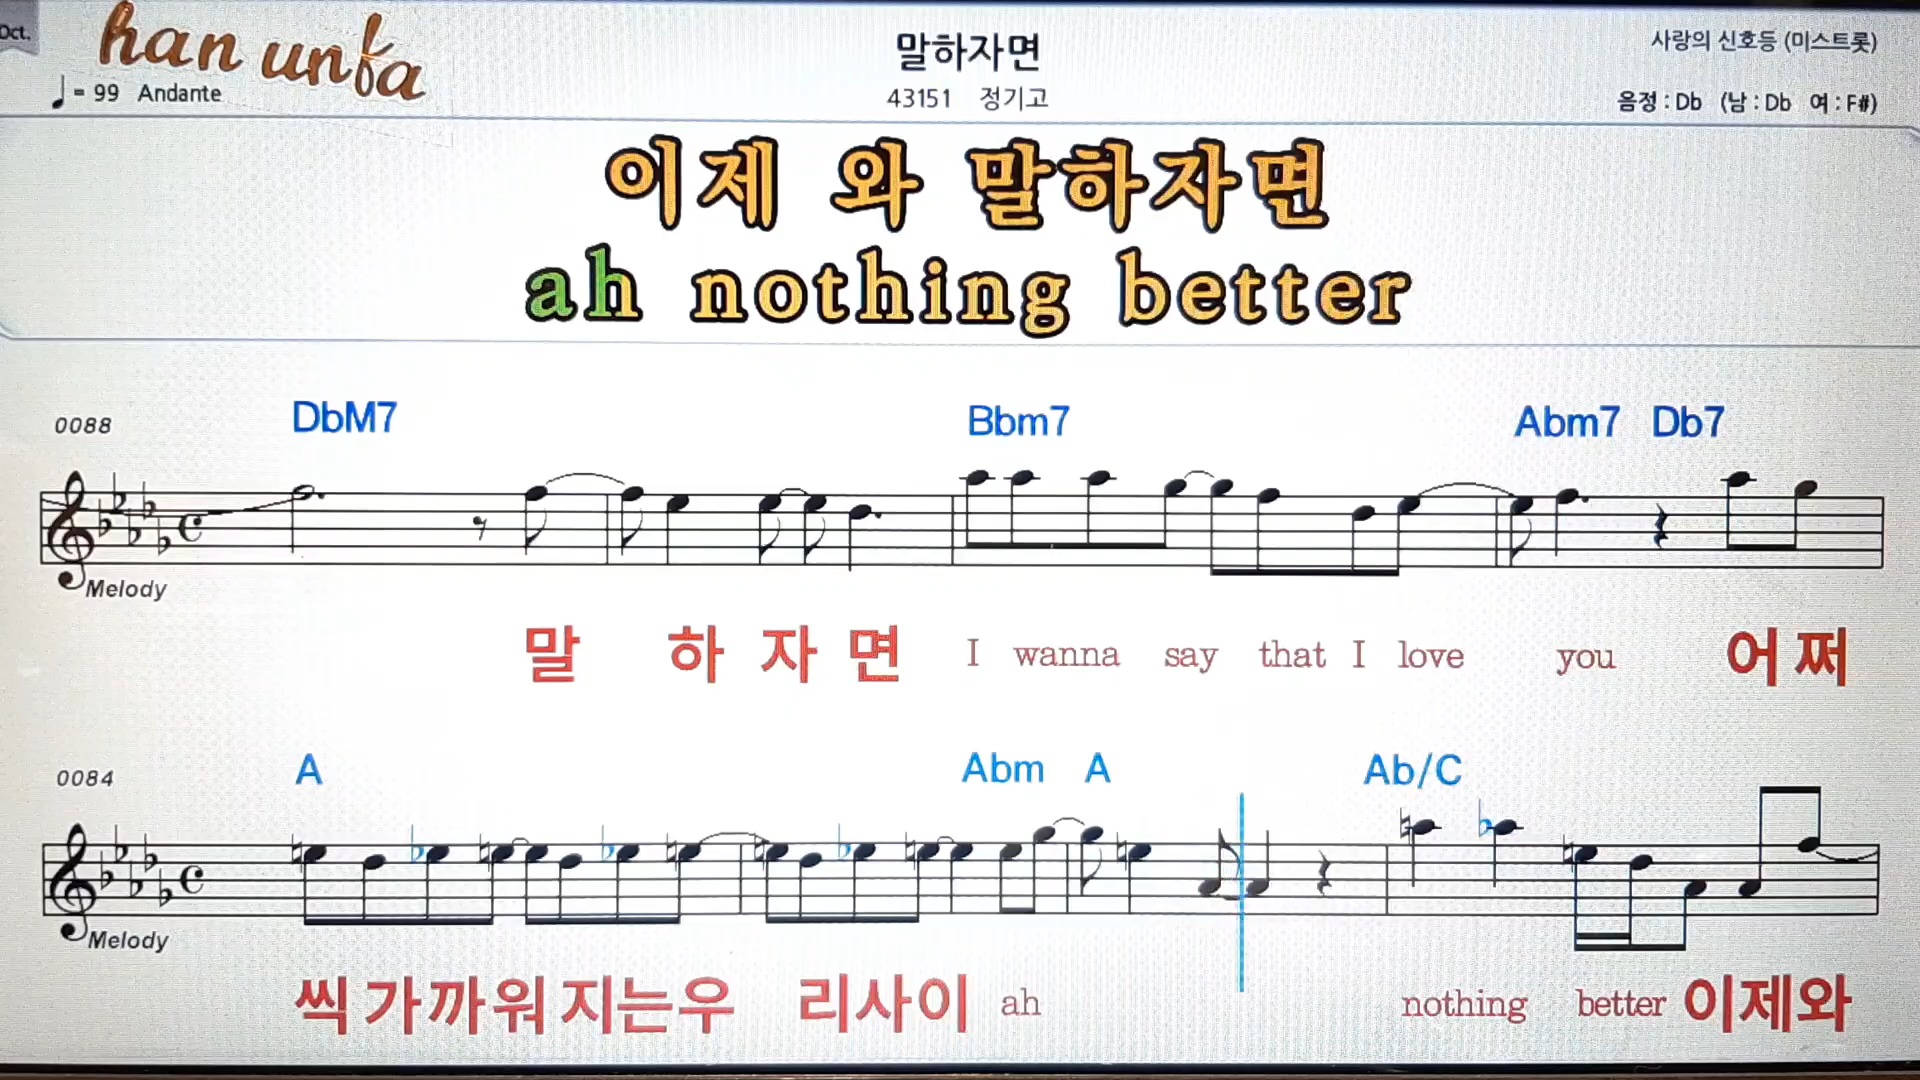 Oct.
han unfa
= 99 Andante
말하자면
43151 정기고
사랑의 신호등 (미스트롯)
음정 : Db (남 : Db 여 : F#)
이제 와 말하자면
ah nothing better
0088 DbM7 Bbm7 Abm7 Db7
Melody
말 하 자 면 I wanna say that I love you 어 쩌
0084 A Abm A Ab/C
Melody
씩 가 까 워 지 는 우 리 사 이 ah nothing better 이 제 와